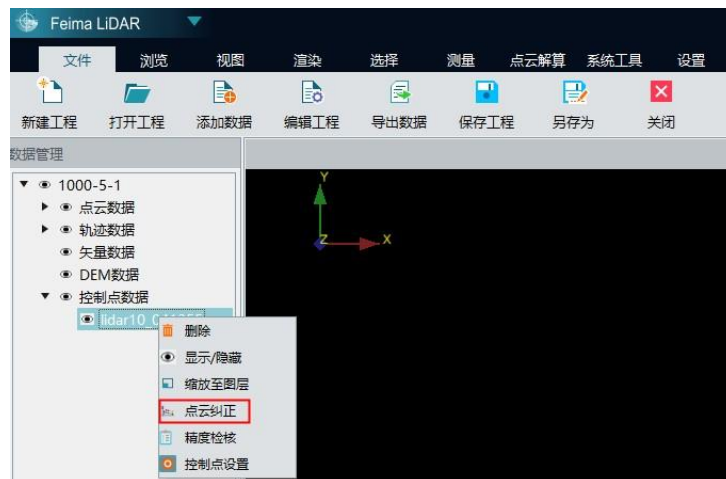 Feima LiDAR
文件 浏览 视图 渲染 选择 测量 点云解算 系统工具 设置
新建工程 打开工程 添加数据 编辑工程 导出数据 保存工程 另存为 关闭
数据管理
1000-5-1
点云数据
轨迹数据
矢量数据
DEM数据
控制点数据
删除
显示/隐藏
缩放至图层
点云纠正
精度检核
控制点设置
Y
Z X